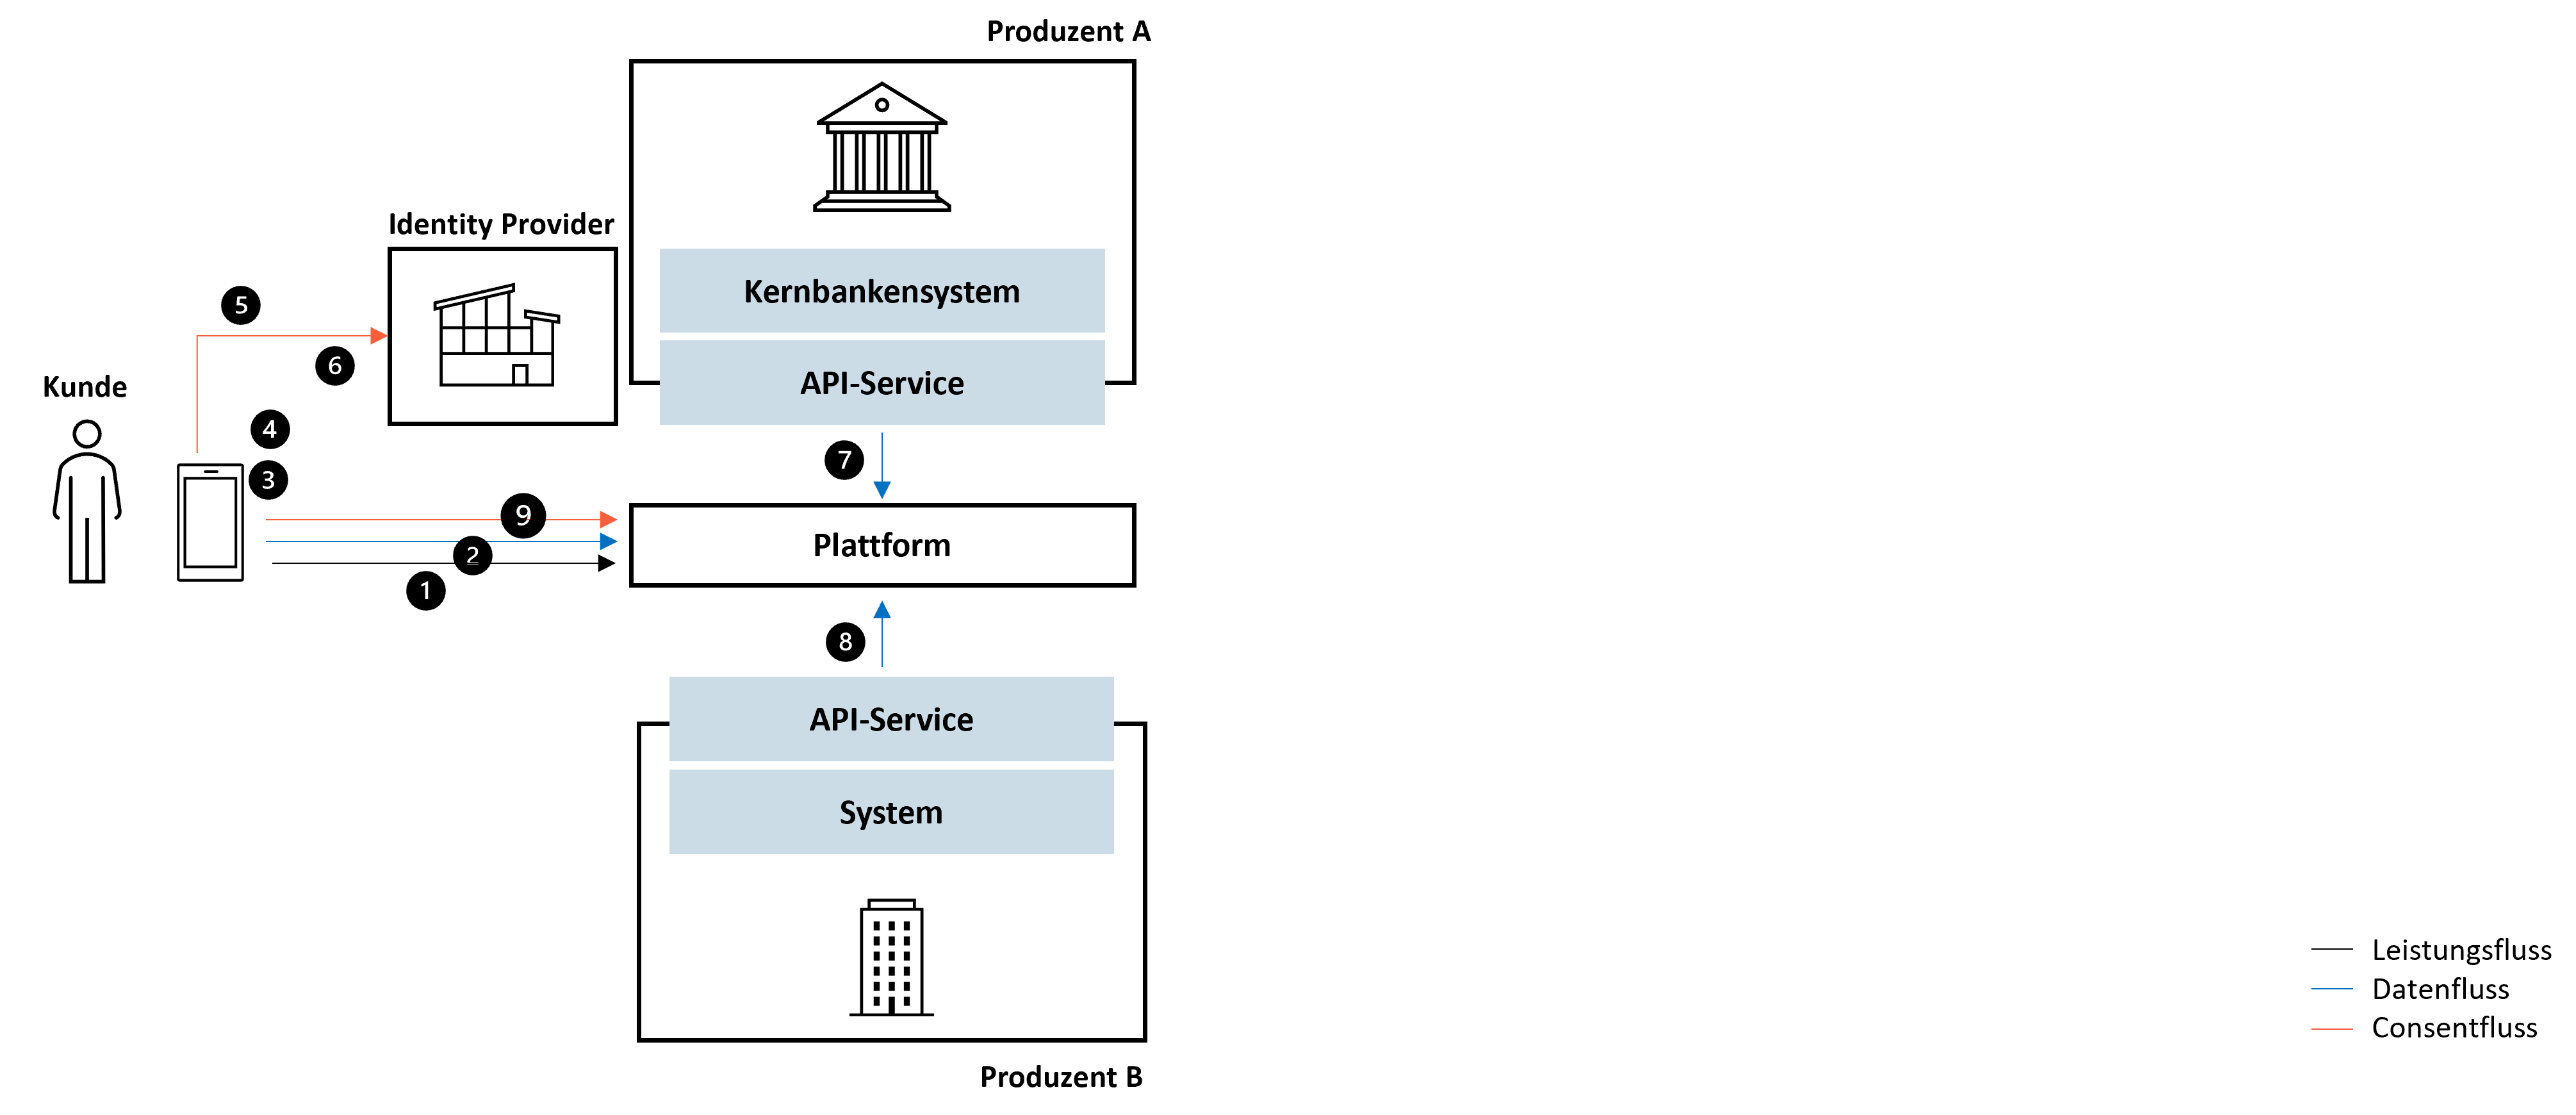 Produzent A
Identity Provider
Kernbankensystem
5
6
API-Service
Kunde
4
7
3
9
Plattform
2
1
8
API-Service
System
Leistungsfluss
Datenfluss
Consentfluss
Produzent B